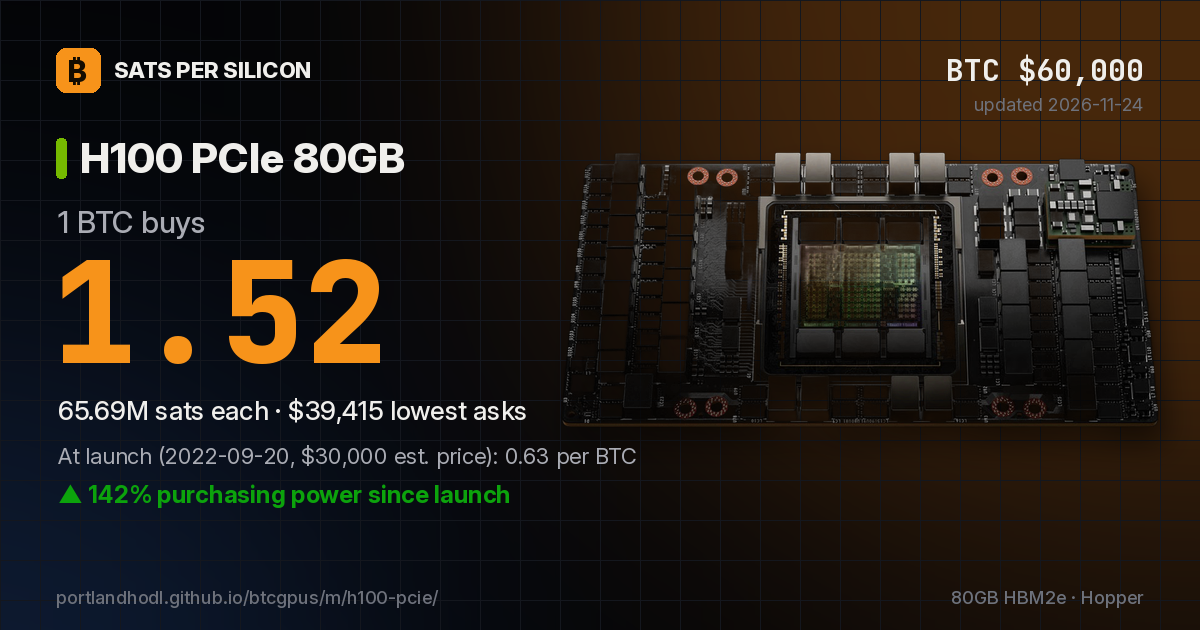 ₿ SATS PER SILICON
BTC $60,000
updated 2026-11-24
H100 PCIe 80GB
1 BTC buys
1.52
65.69M sats each · $39,415 lowest asks
At launch (2022-09-20, $30,000 est. price): 0.63 per BTC
▲ 142% purchasing power since launch
portlandhodl.github.io/btcgpus/m/h100-pcie/
80GB HBM2e · Hopper